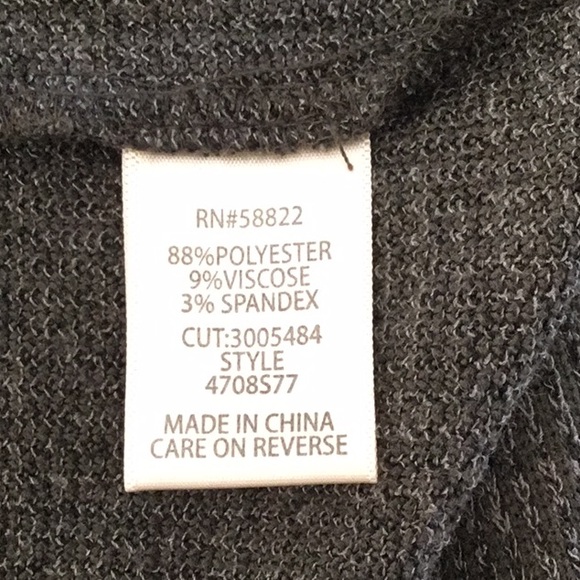 RN#58822
88%POLYESTER
9%VISCOSE
3% SPANDEX
CUT:3005484
STYLE
4708S77
MADE IN CHINA
CARE ON REVERSE